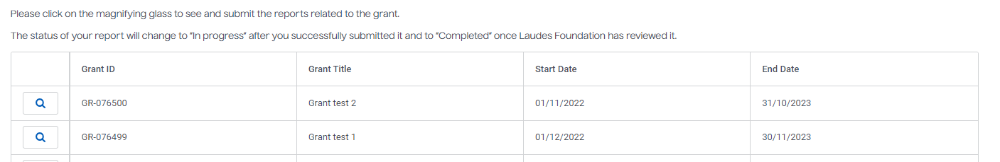 Please click on the magnifying glass to see and submit the reports related to the grant.
The status of your report will change to "In progress" after you successfully submitted it and to "Completed" once Laudes Foundation has reviewed it.
Grant ID Grant Title Start Date End Date
GR-076500 Grant test 2 01/11/2022 31/10/2023
GR-076499 Grant test 1 01/12/2022 30/11/2023